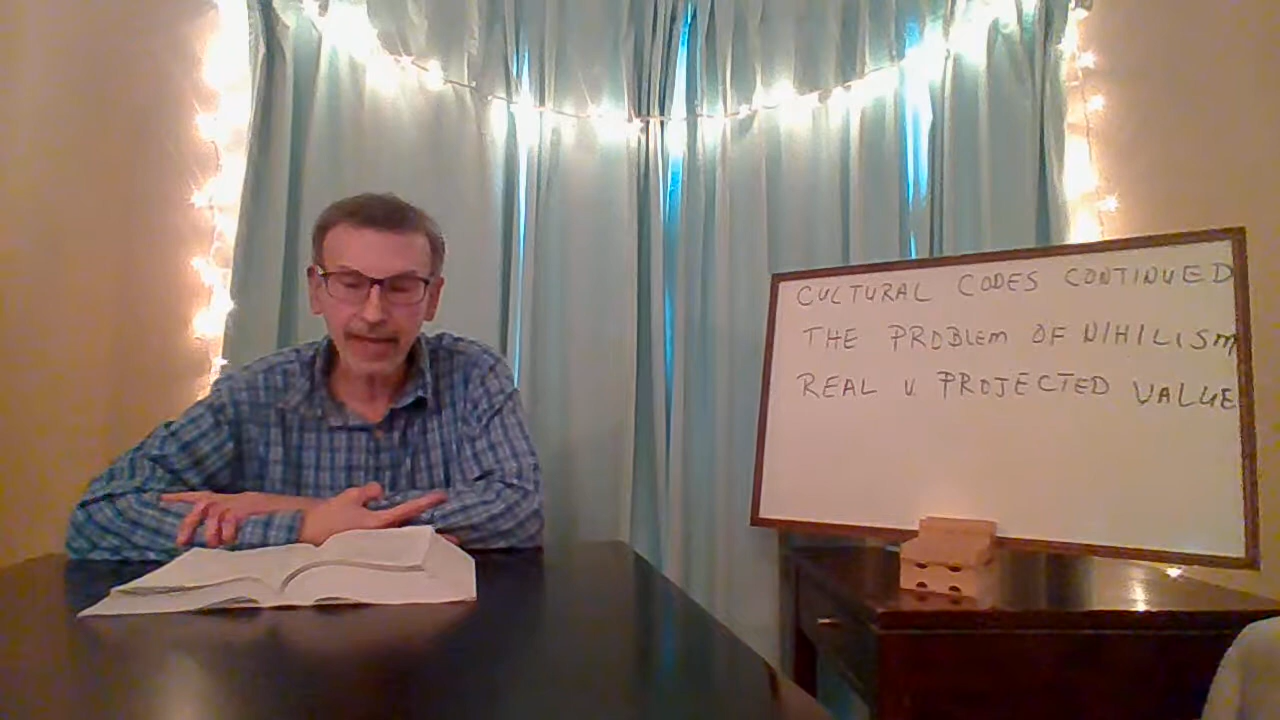 CULTURAL CODES CONTINUED
THE PROBLEM OF NIHILISM
REAL V. PROJECTED VALUE